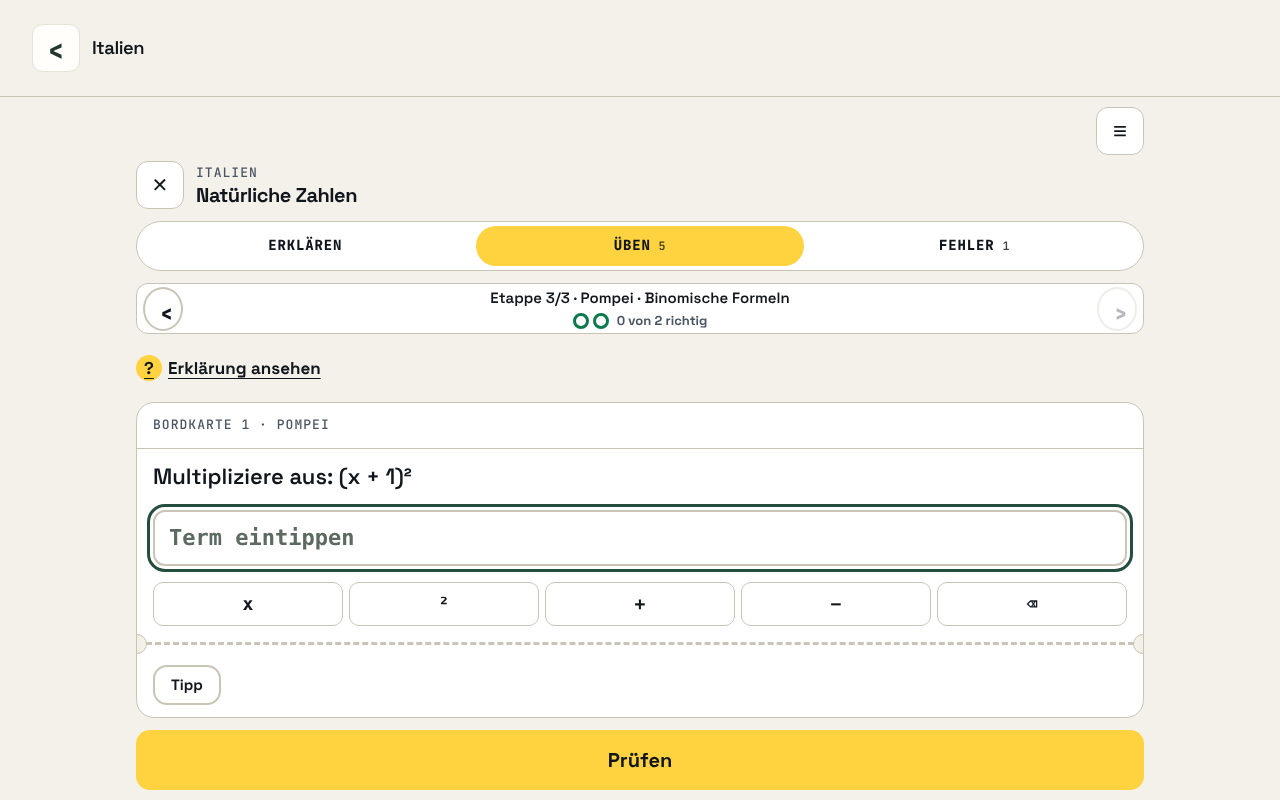 < Italien
≡
✕
ITALIEN
Natürliche Zahlen
ERKLÄREN
ÜBEN 5
FEHLER 1
<
Etappe 3/3 · Pompei · Binomische Formeln
0 von 2 richtig
>
? Erklärung ansehen
BORDKARTE 1 · POMPEI
Multipliziere aus: (x + 1)²
Term eintippen
x
²
+
−
⌫
Tipp
Prüfen